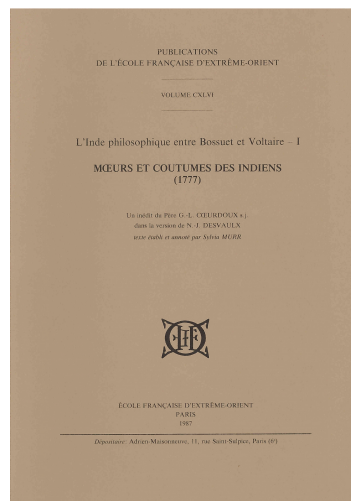 PUBLICATIONS
DE L'ÉCOLE FRANÇAISE D'EXTRÊME-ORIENT
VOLUME CXLVI
L'Inde philosophique entre Bossuet et Voltaire – I
MŒURS ET COUTUMES DES INDIENS
(1777)
Un inédit du Père G.-L. CŒURDOUX s.j.
dans la version de N.-J. DESVAULX
texte établi et annoté par Sylvia MURR
ÉCOLE FRANÇAISE D'EXTRÊME-ORIENT
PARIS
1987
Dépositaire: Adrien-Maisonneuve, 11, rue Saint-Sulpice, Paris (6e)